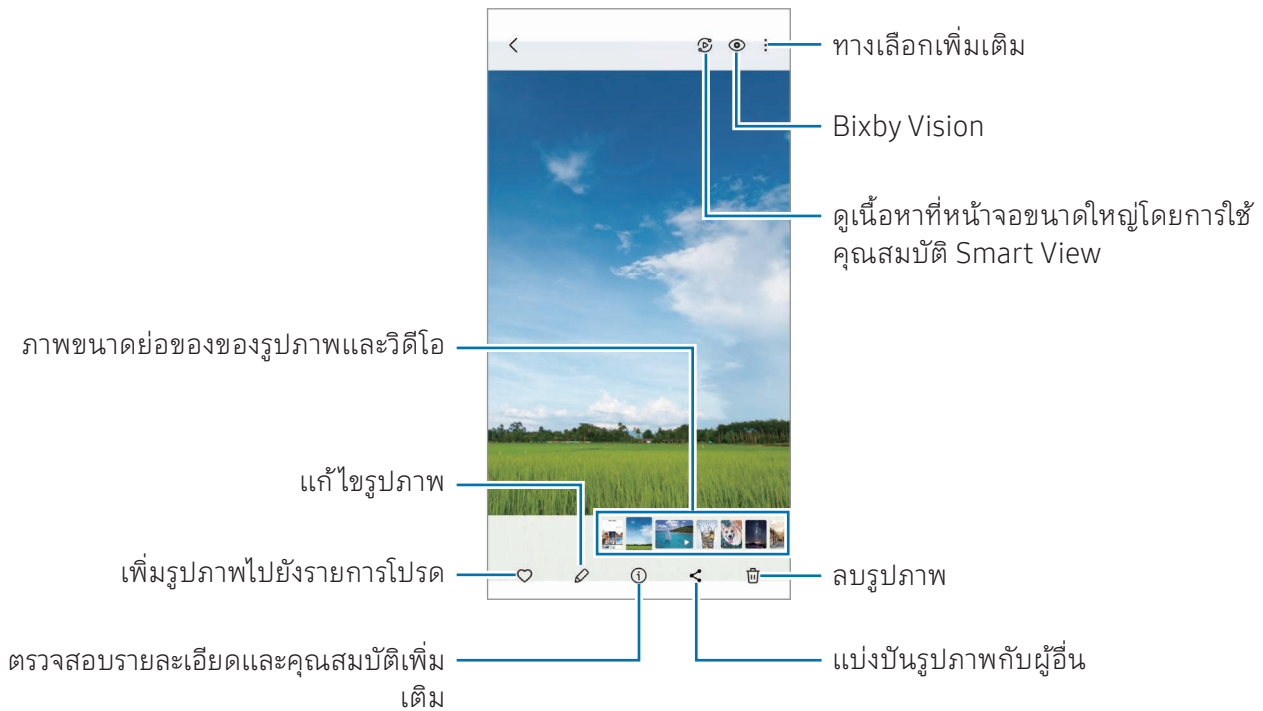 ทางเลือกเพิ่มเติม
Bixby Vision
ดูเนื้อหาที่หน้าจอขนาดใหญ่โดยการใช้
คุณสมบัติ Smart View
ภาพขนาดย่อของของรูปภาพและวิดีโอ
แก้ไขรูปภาพ
เพิ่มรูปภาพไปยังรายการโปรด
ลบรูปภาพ
ตรวจสอบรายละเอียดและคุณสมบัติเพิ่ม
เติม
แบ่งปันรูปภาพกับผู้อื่น